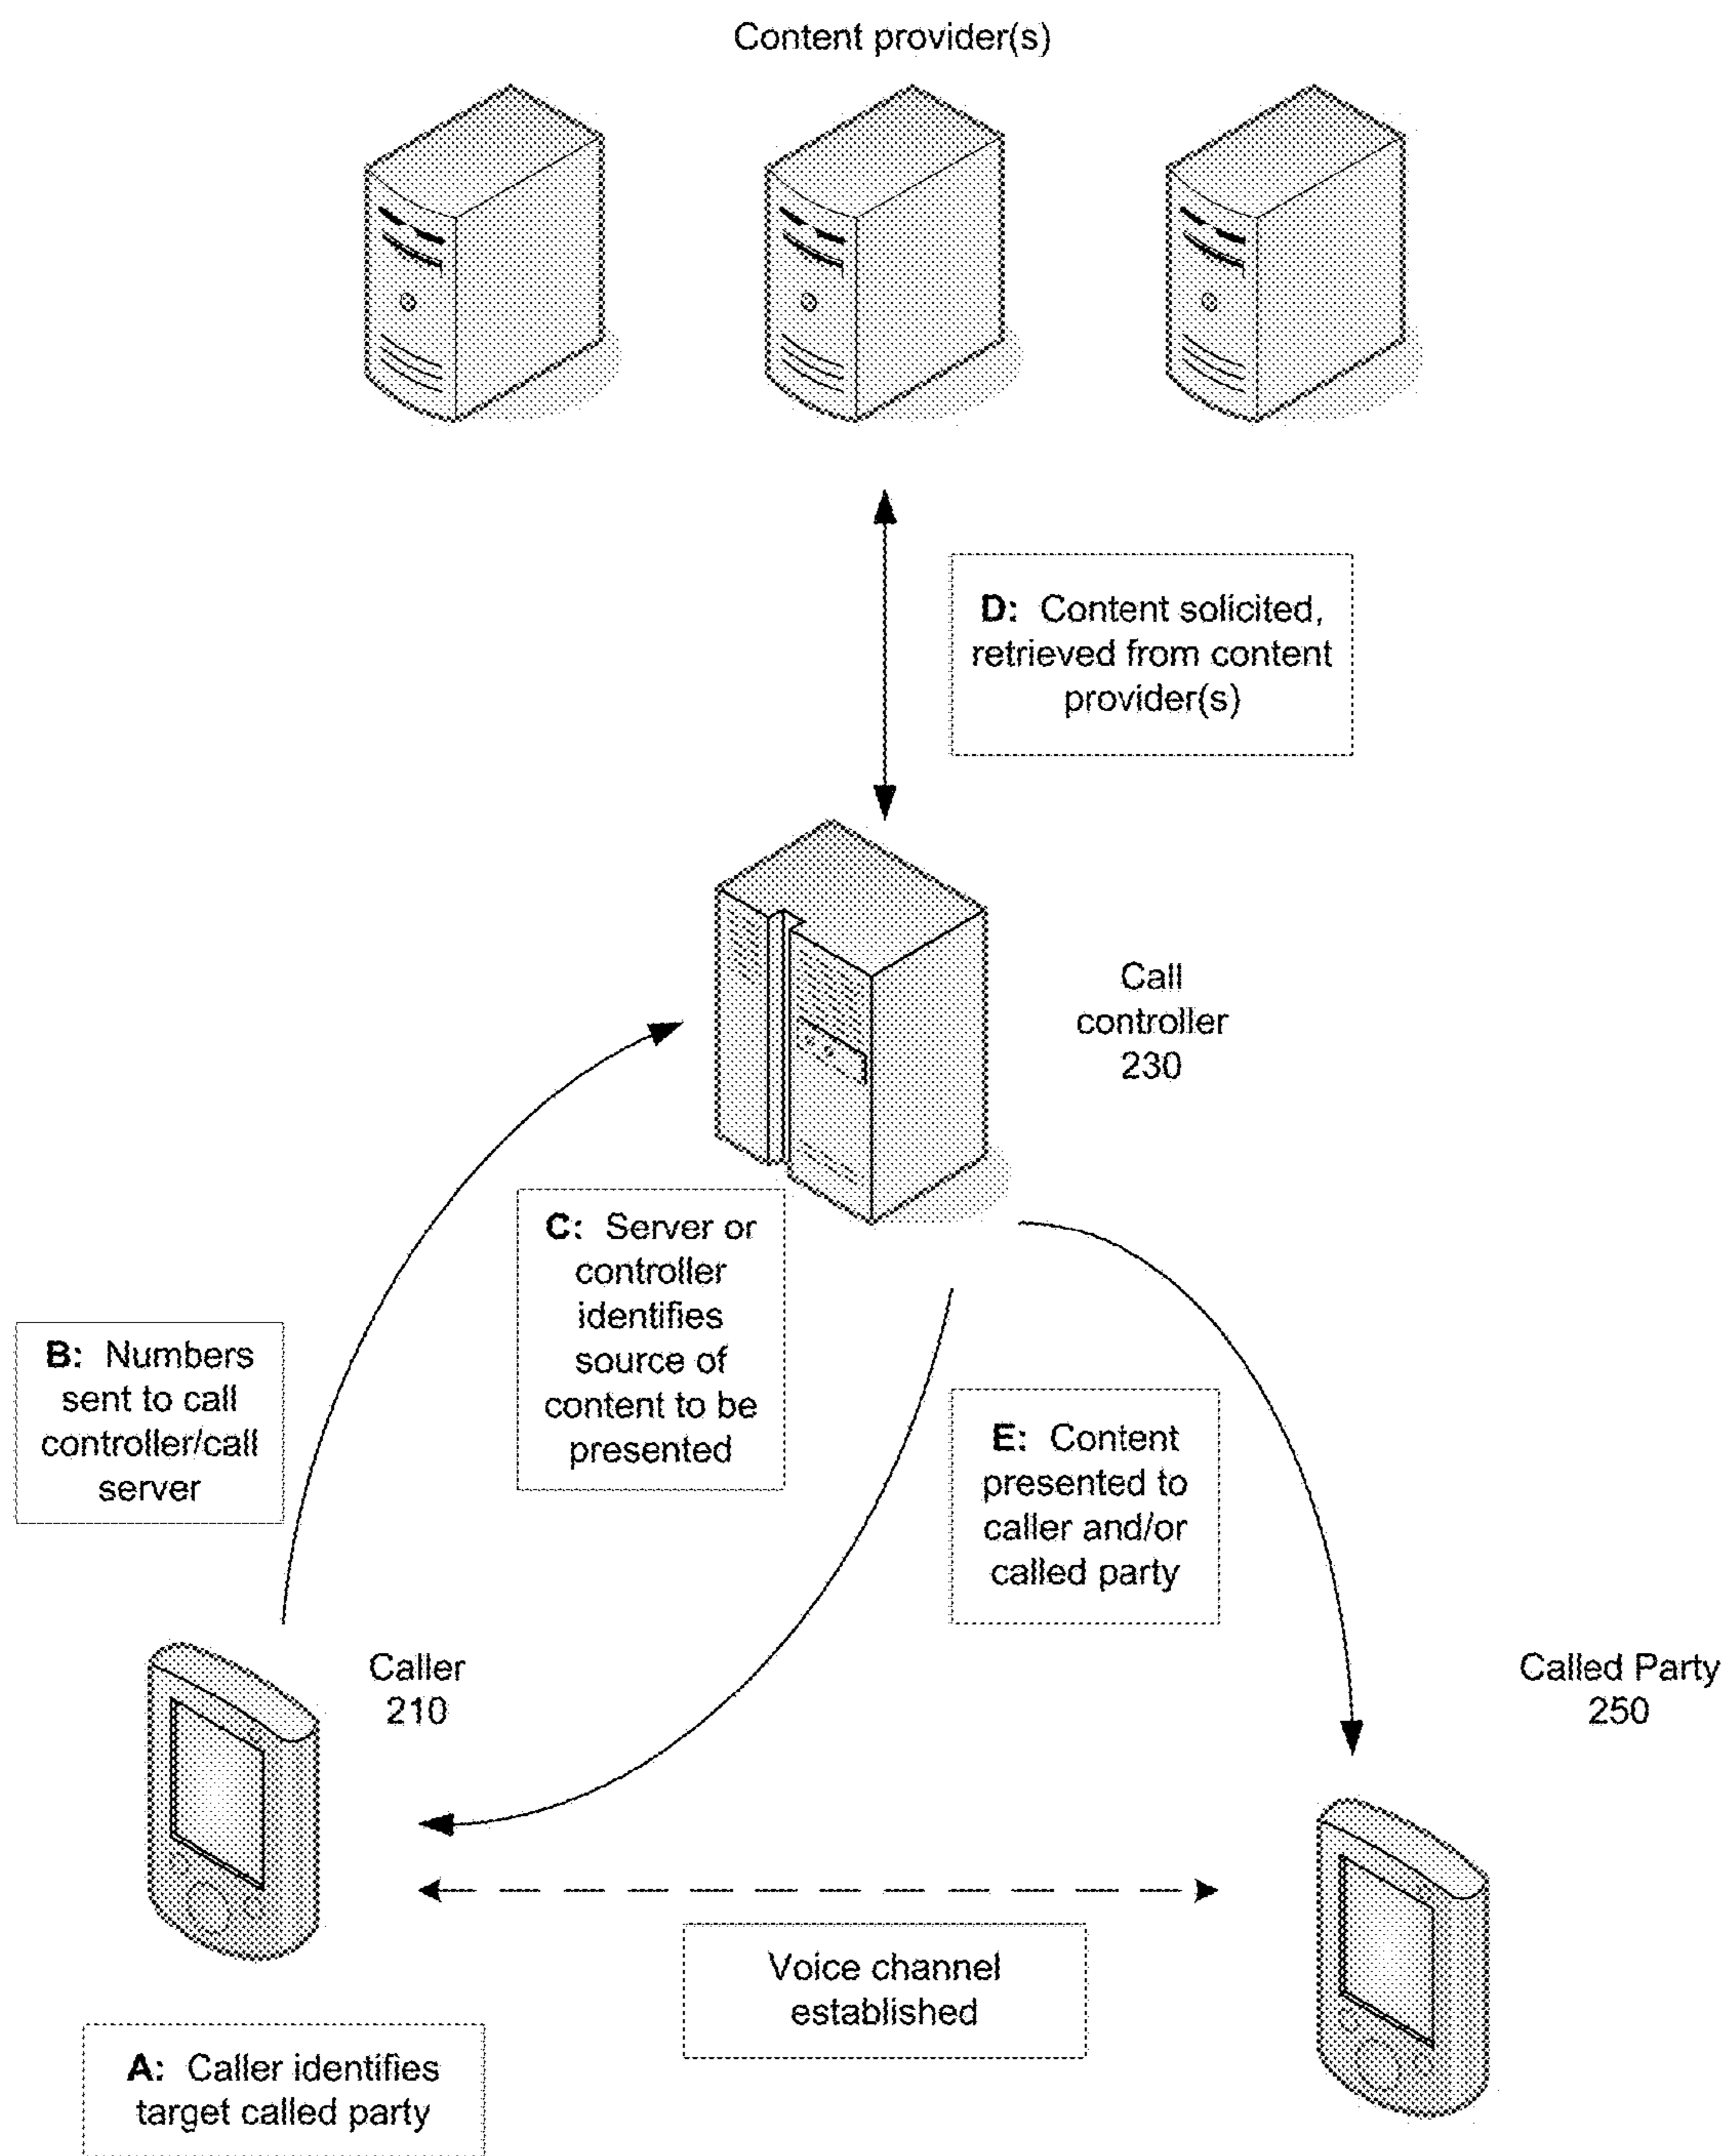 Content provider(s)
D: Content solicited,
retrieved from content
provider(s)
Call
controller
230
C: Server or
controller
identifies
source of
content to be
presented
B: Numbers
sent to call
controller/call
server
E: Content
presented to
caller and/or
called party
Caller
210
Called Party
250
Voice channel
established
A: Caller identifies
target called party